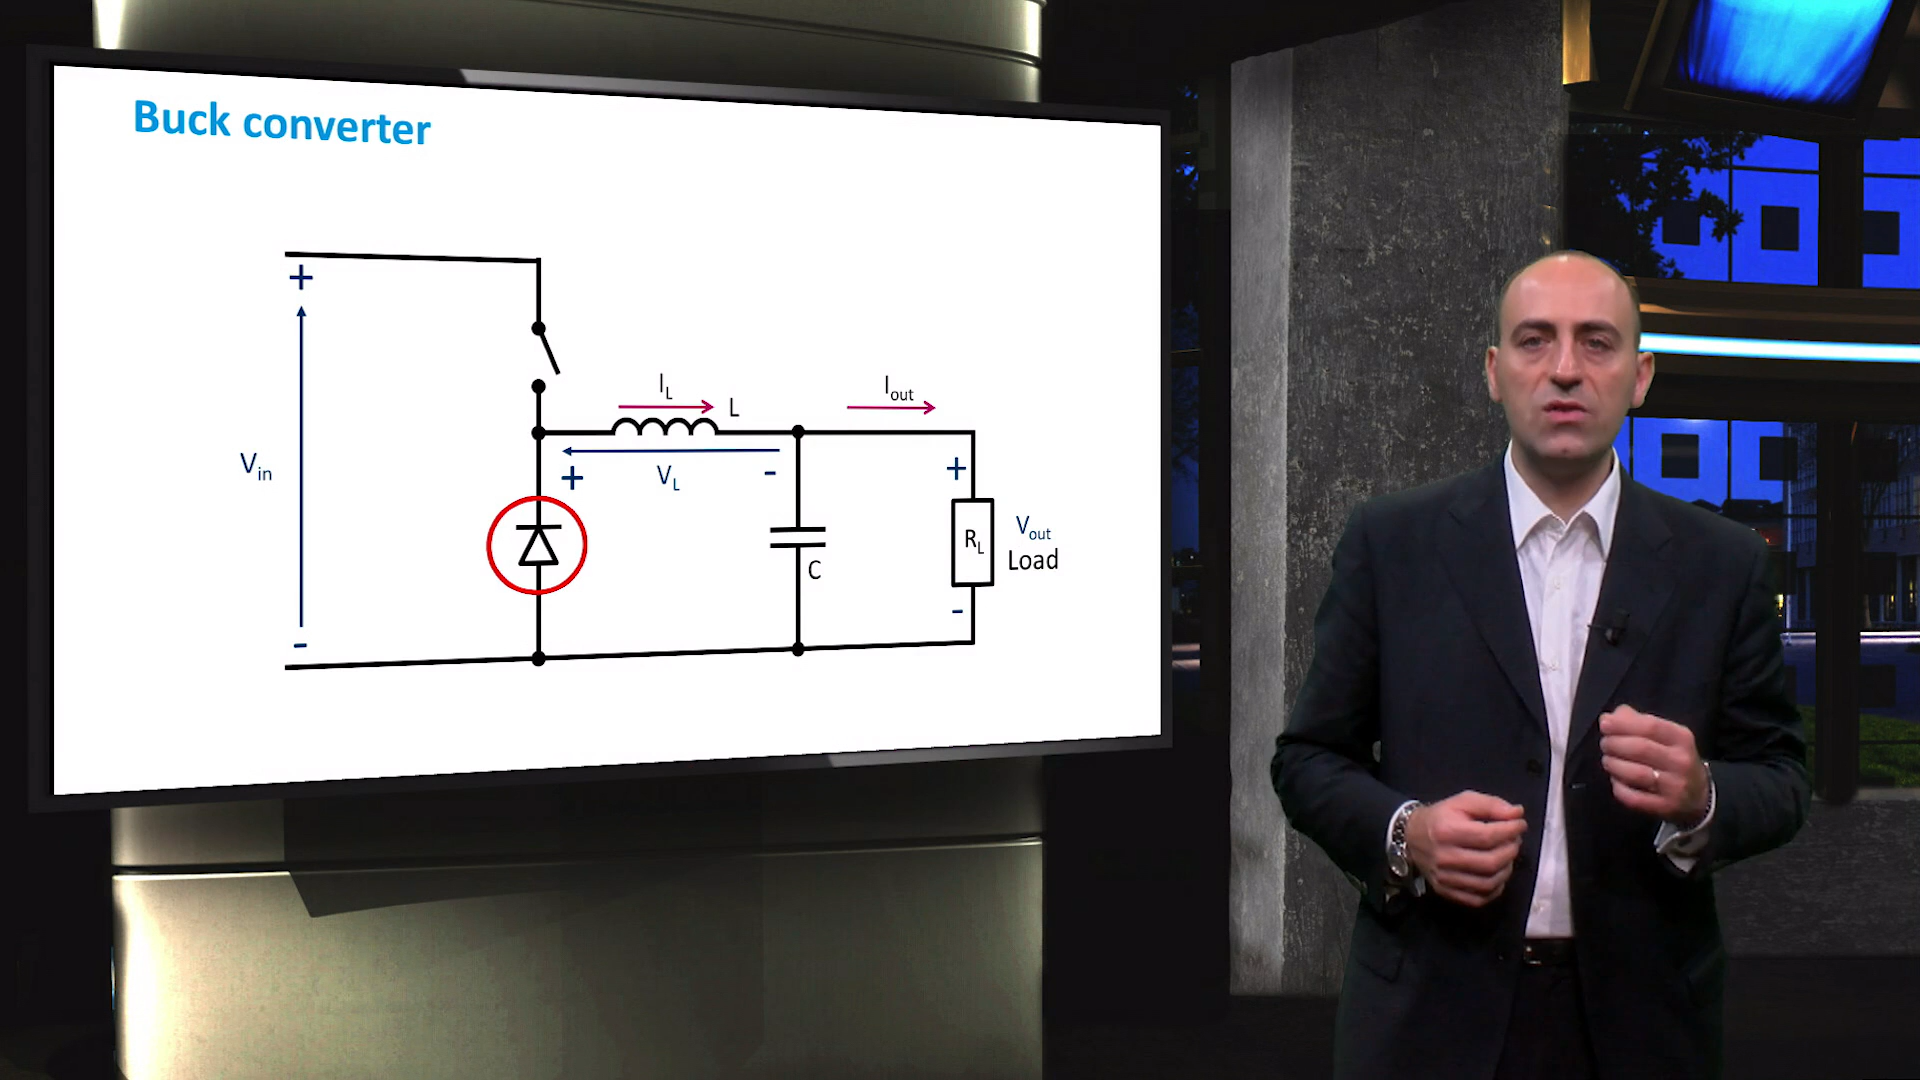 Buck converter
+
I_L
L
I_out
V_in
+
V_L
-
+
R_L
V_out
Load
C
-
-